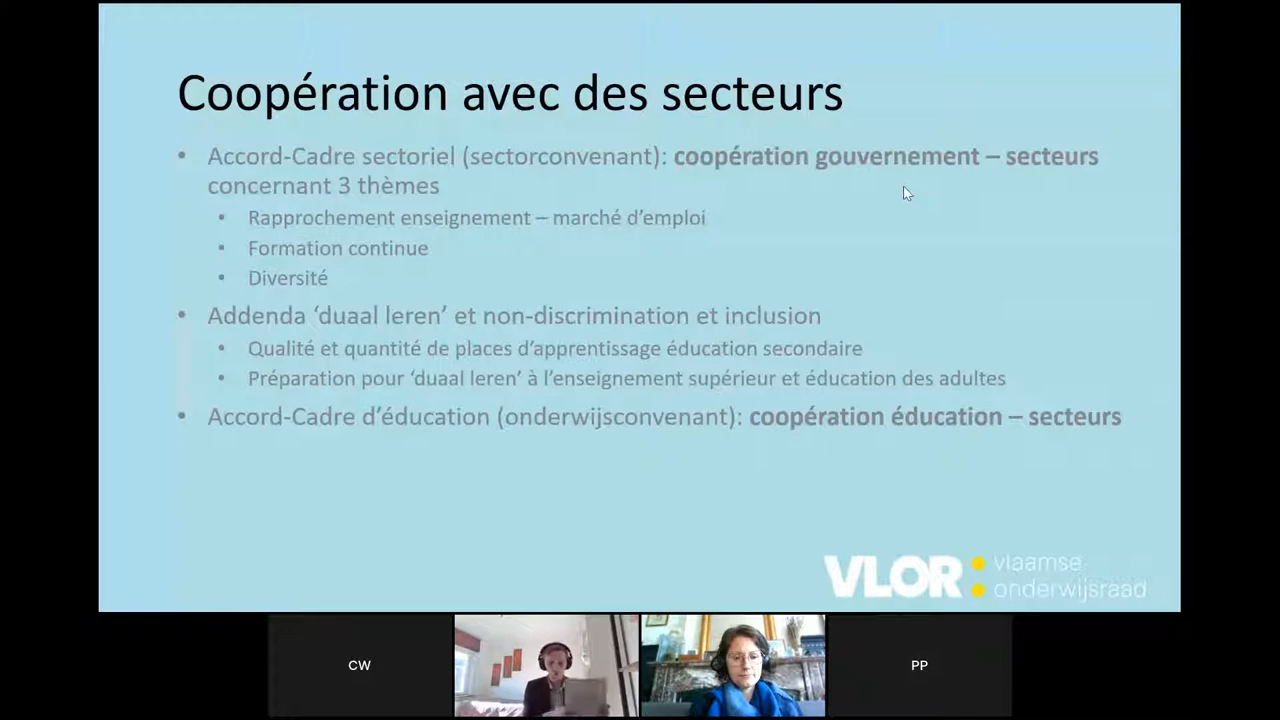 Coopération avec des secteurs
• Accord-Cadre sectoriel (sectorconvenant): coopération gouvernement – secteurs
concernant 3 thèmes
• Rapprochement enseignement – marché d’emploi
• Formation continue
• Diversité
• Addenda ‘duaal leren’ et non-discrimination et inclusion
• Qualité et quantité de places d’apprentissage éducation secondaire
• Préparation pour ‘duaal leren’ à l’enseignement supérieur et éducation des adultes
• Accord-Cadre d’éducation (onderwijsconvenant): coopération éducation – secteurs
VLOR
vlaamse
onderwijsraad
CW
PP